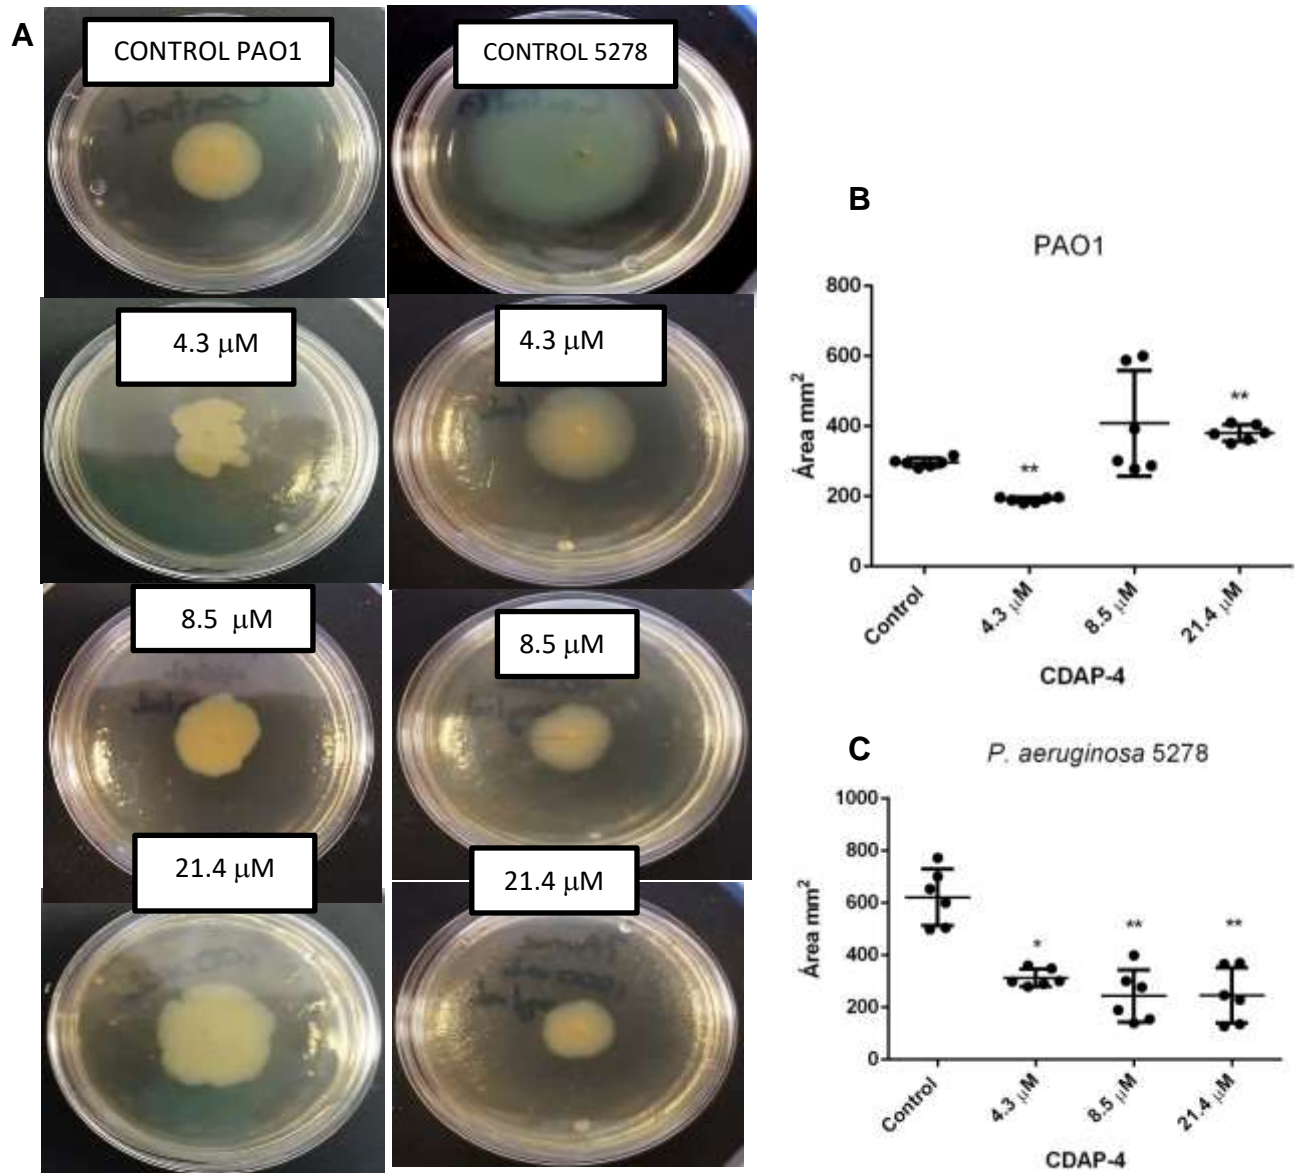 A
CONTROL PAO1
CONTROL 5278
4.3 μM
4.3 μM
8.5 μM
8.5 μM
21.4 μM
21.4 μM
B
PAO1
Área mm²
800
600
400
200
0
**
**
Control
4.3 μM
8.5 μM
21.4 μM
CDAP-4
C
P. aeruginosa 5278
Área mm²
1000
800
600
400
200
0
*
**
**
Control
4.3 μM
8.5 μM
21.4 μM
CDAP-4